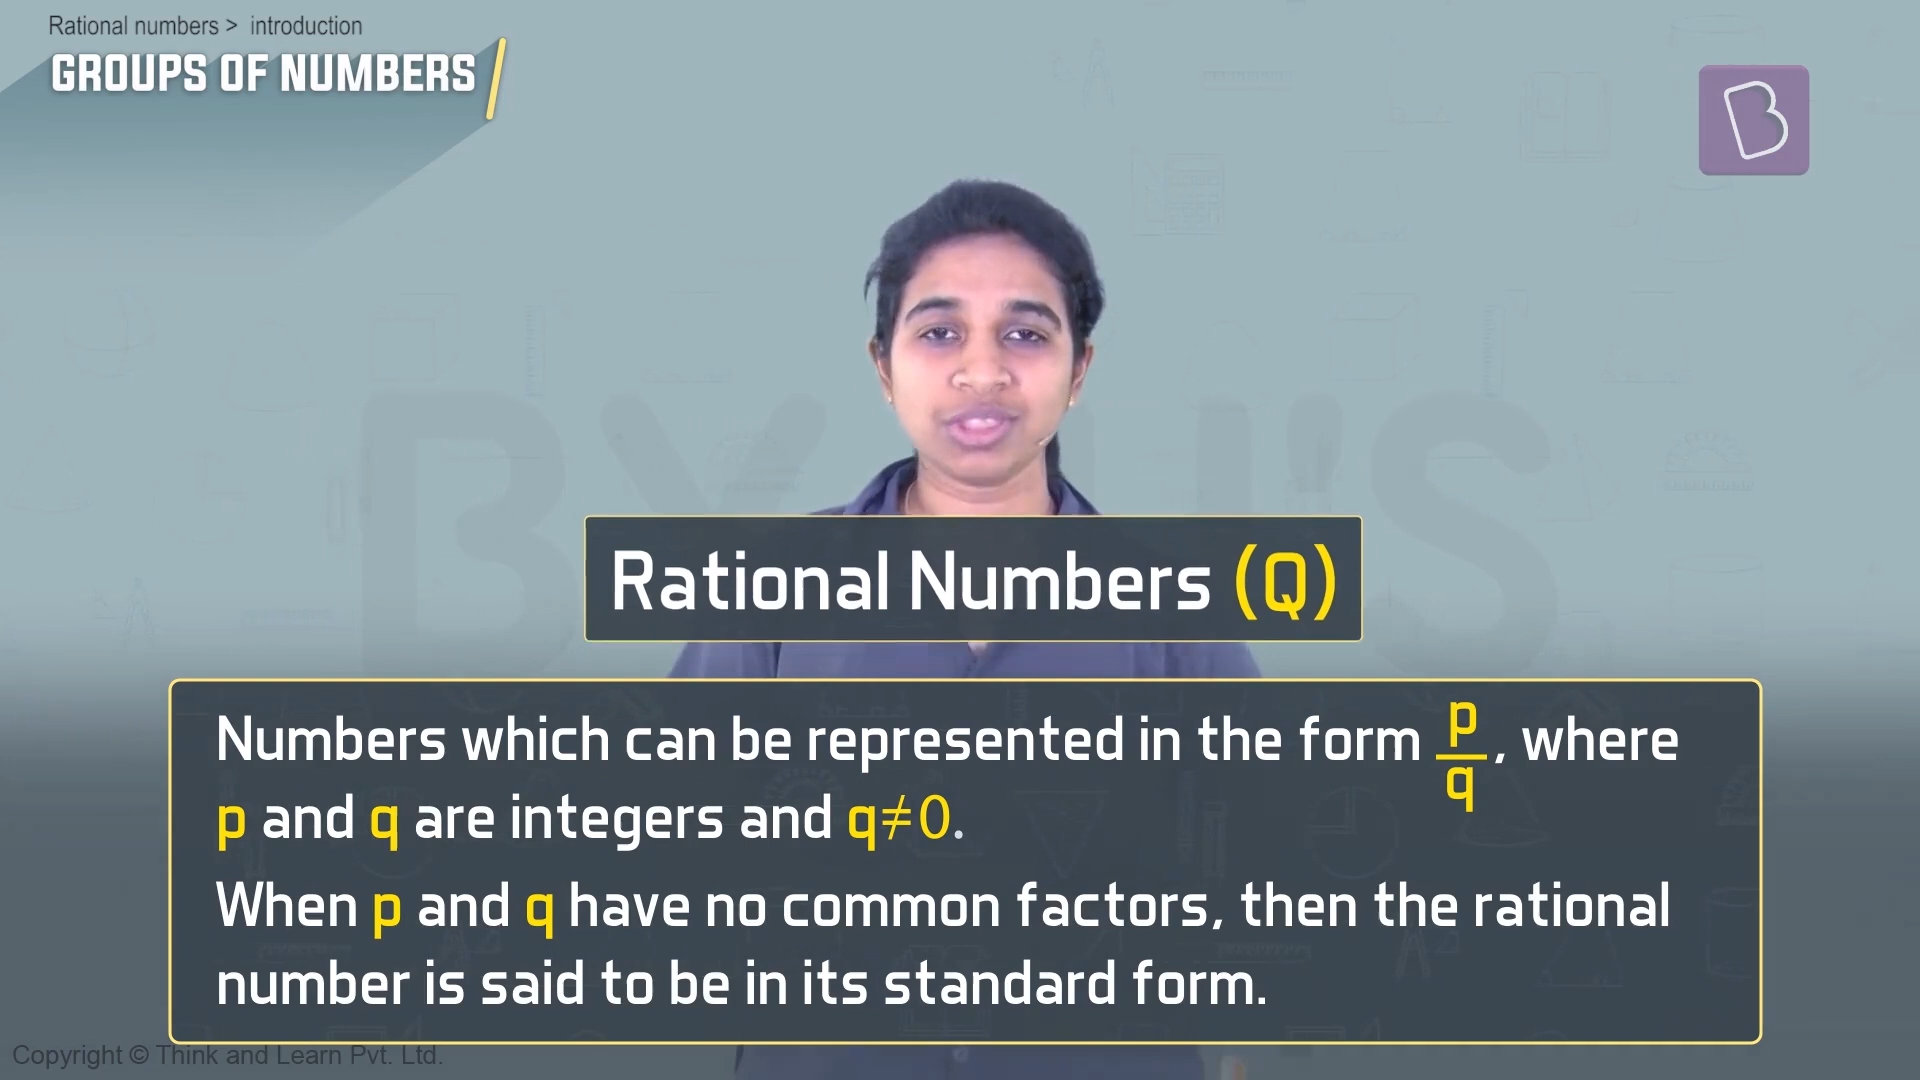 Rational numbers > introduction
GROUPS OF NUMBERS
B
BYJU'S
Rational Numbers (Q)
Numbers which can be represented in the form p/q, where
p and q are integers and q≠0.
When p and q have no common factors, then the rational
number is said to be in its standard form.
Copyright © Think and Learn Pvt. Ltd.